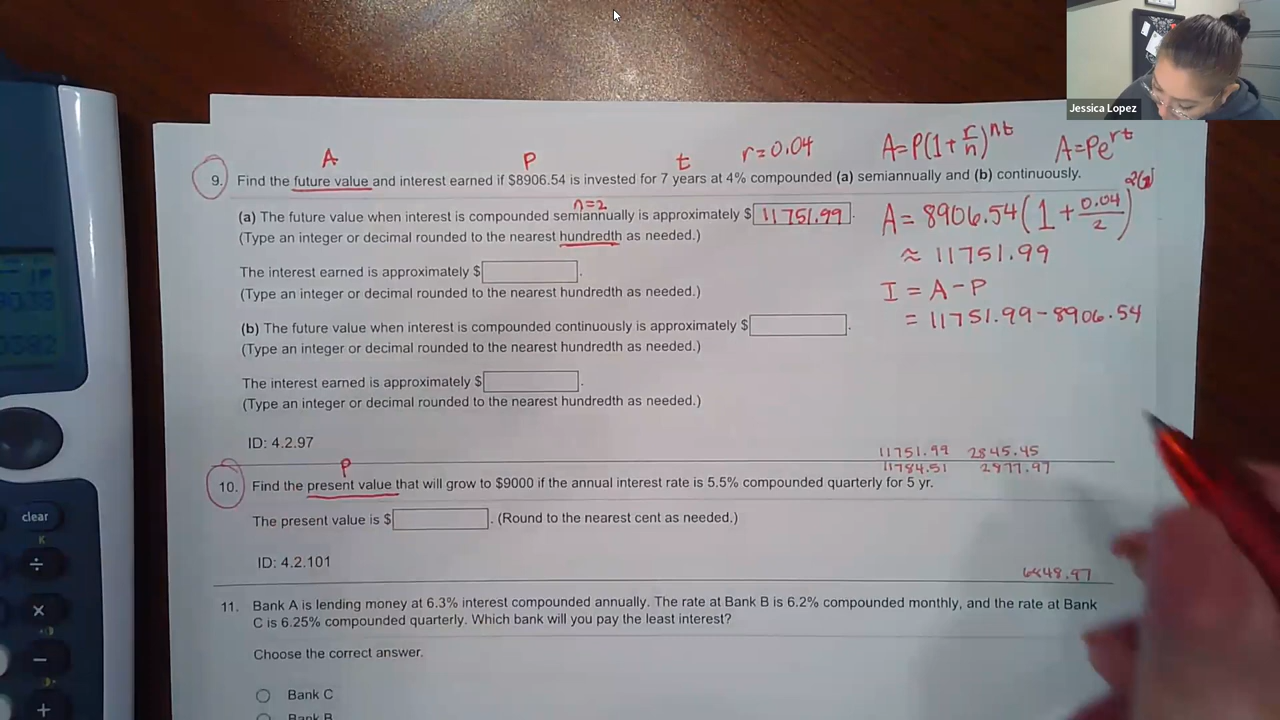 Jessica Lopez
A P t r=0.04 A=P(1+r/n)^nt A=Pe^rt
9. Find the future value and interest earned if $8906.54 is invested for 7 years at 4% compounded (a) semiannually and (b) continuously.
n=2
(a) The future value when interest is compounded semiannually is approximately $ 11751.99 .
A = 8906.54(1+0.04/2)^2(7)
(Type an integer or decimal rounded to the nearest hundredth as needed.)
≈ 11751.99
The interest earned is approximately $ .
I = A-P
(Type an integer or decimal rounded to the nearest hundredth as needed.)
= 11751.99-8906.54
(b) The future value when interest is compounded continuously is approximately $ .
(Type an integer or decimal rounded to the nearest hundredth as needed.)
The interest earned is approximately $ .
(Type an integer or decimal rounded to the nearest hundredth as needed.)
ID: 4.2.97
11751.99 2845.45
11784.51 2877.97
P
10. Find the present value that will grow to $9000 if the annual interest rate is 5.5% compounded quarterly for 5 yr.
The present value is $ . (Round to the nearest cent as needed.)
ID: 4.2.101
6848.97
11. Bank A is lending money at 6.3% interest compounded annually. The rate at Bank B is 6.2% compounded monthly, and the rate at Bank
C is 6.25% compounded quarterly. Which bank will you pay the least interest?
Choose the correct answer.
Bank C
Bank B
clear
K
÷
×
−
+